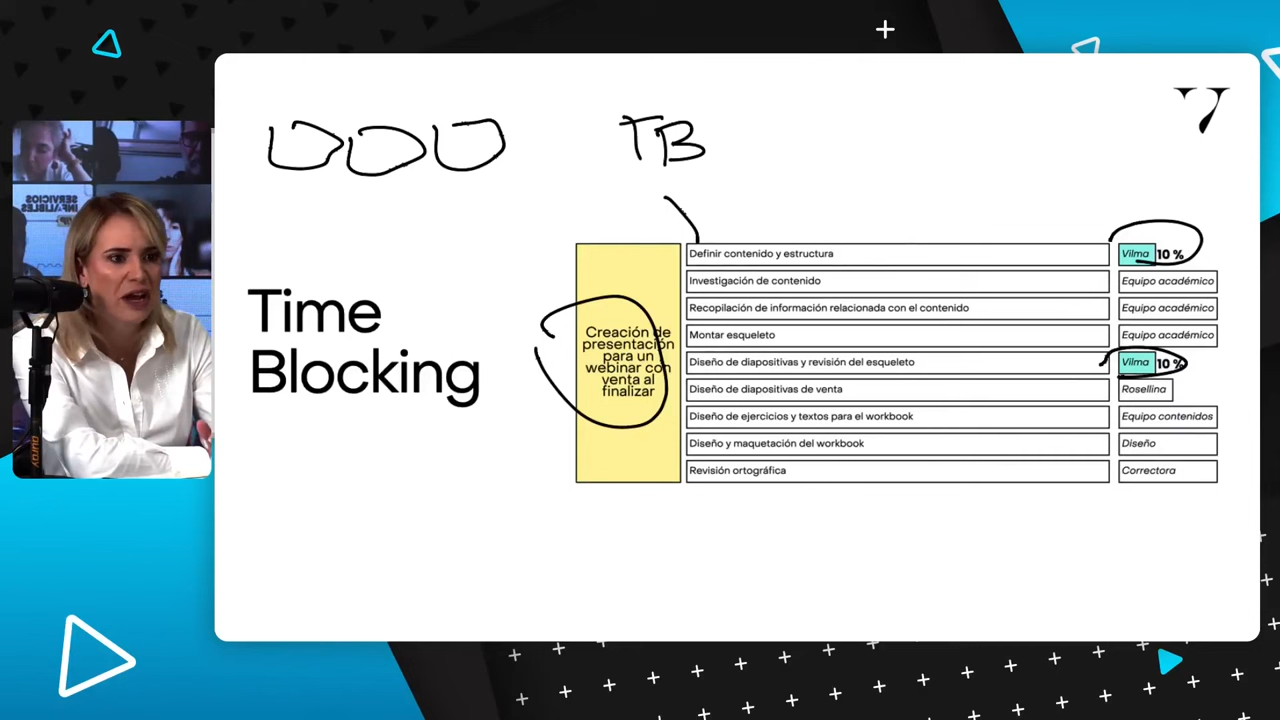 TB
Time
Blocking
Creación de
presentación
para un
webinar con
venta al
finalizar
Definir contenido y estructura
Vilma 10 %
Investigación de contenido
Equipo académico
Recopilación de información relacionada con el contenido
Equipo académico
Montar esqueleto
Equipo académico
Diseño de diapositivas y revisión del esqueleto
Vilma 10 %
Diseño de diapositivas de venta
Rosellina
Diseño de ejercicios y textos para el workbook
Equipo contenidos
Diseño y maquetación del workbook
Diseño
Revisión ortográfica
Correctora
SERVICIOS
INFALIBLES
VIP